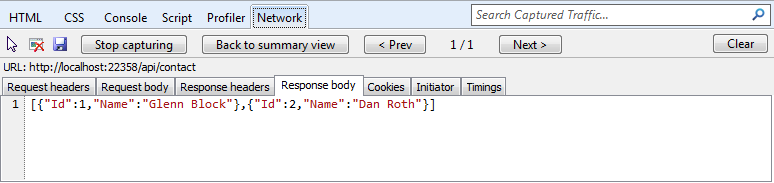 HTML CSS Console Script Profiler Network Search Captured Traffic...
Stop capturing Back to summary view < Prev 1 / 1 Next > Clear
URL: http://localhost:22358/api/contact
Request headers Request body Response headers Response body Cookies Initiator Timings
1 [{"Id":1,"Name":"Glenn Block"},{"Id":2,"Name":"Dan Roth"}]